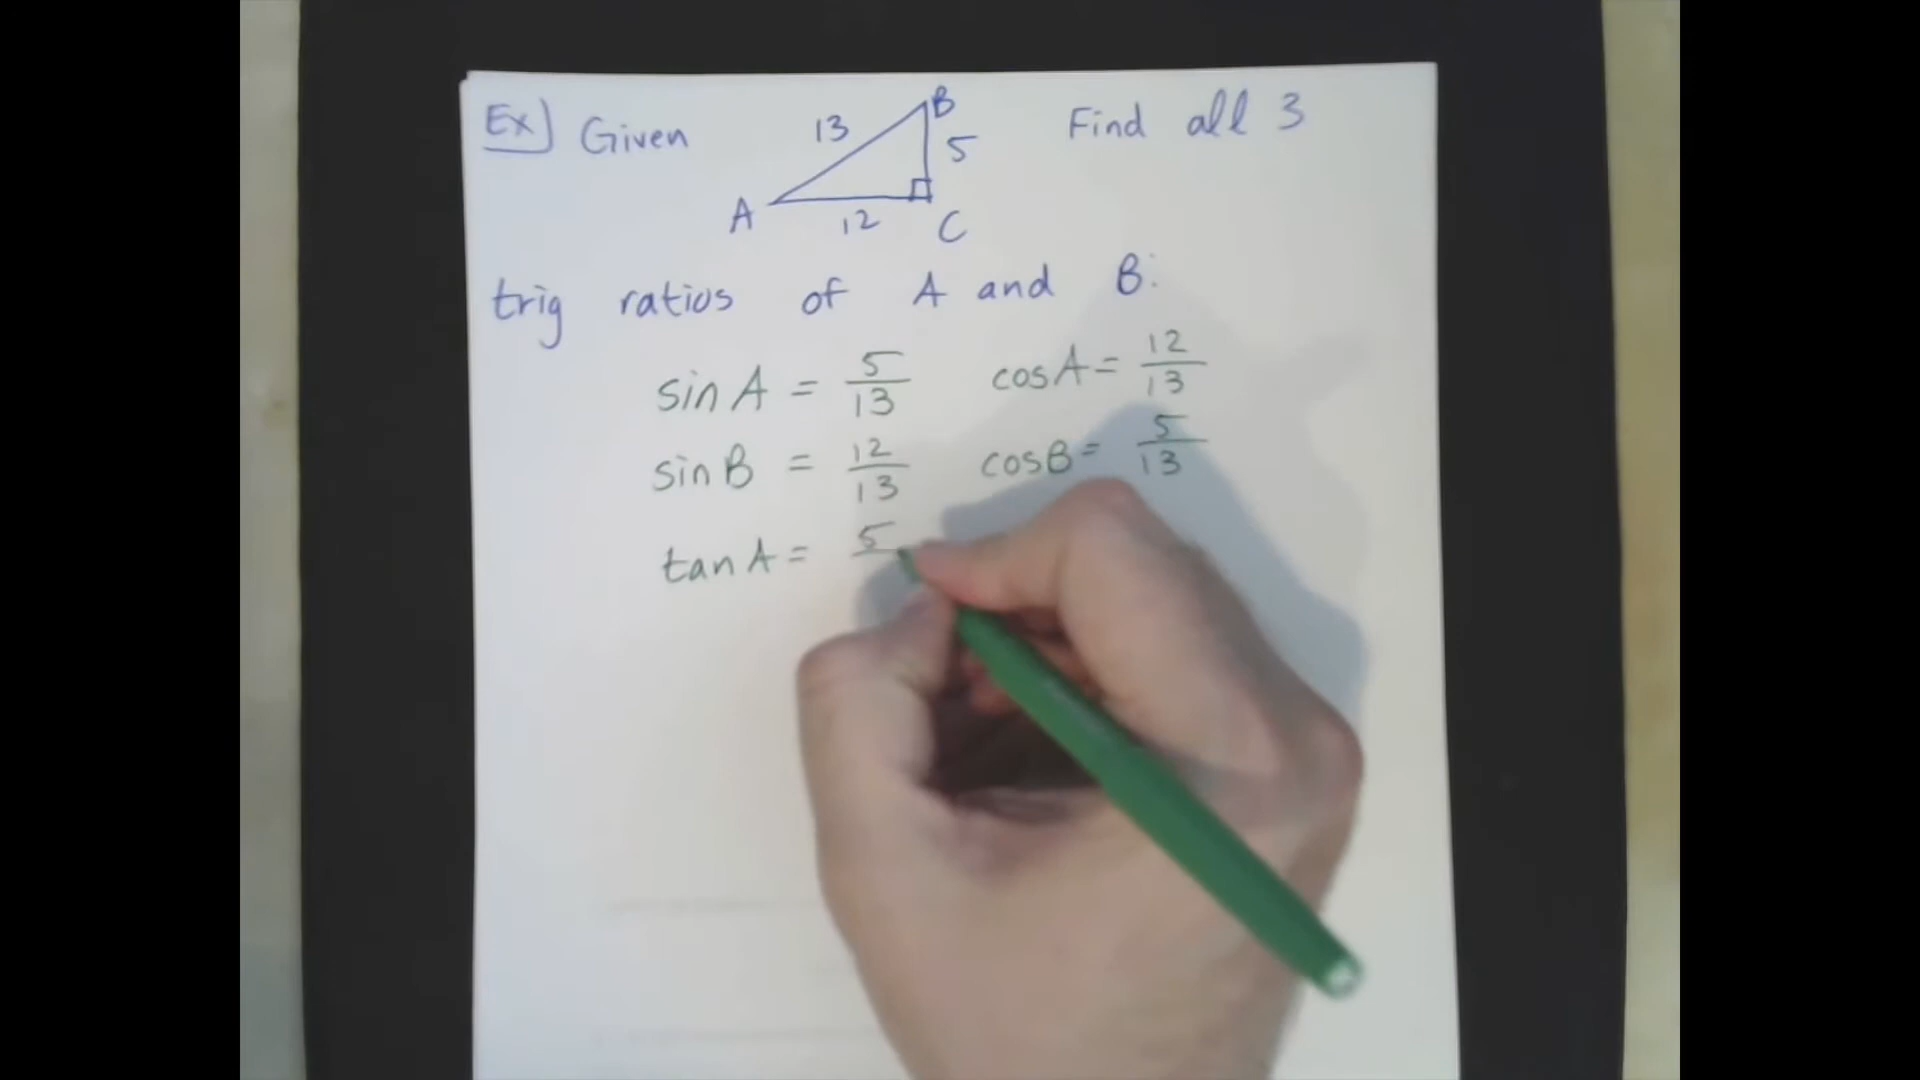 Ex) Given 13 B 5 A 12 C Find all 3
trig ratios of A and B:
sin A = 5/13 cos A = 12/13
sin B = 12/13 cos B = 5/13
tan A = 5